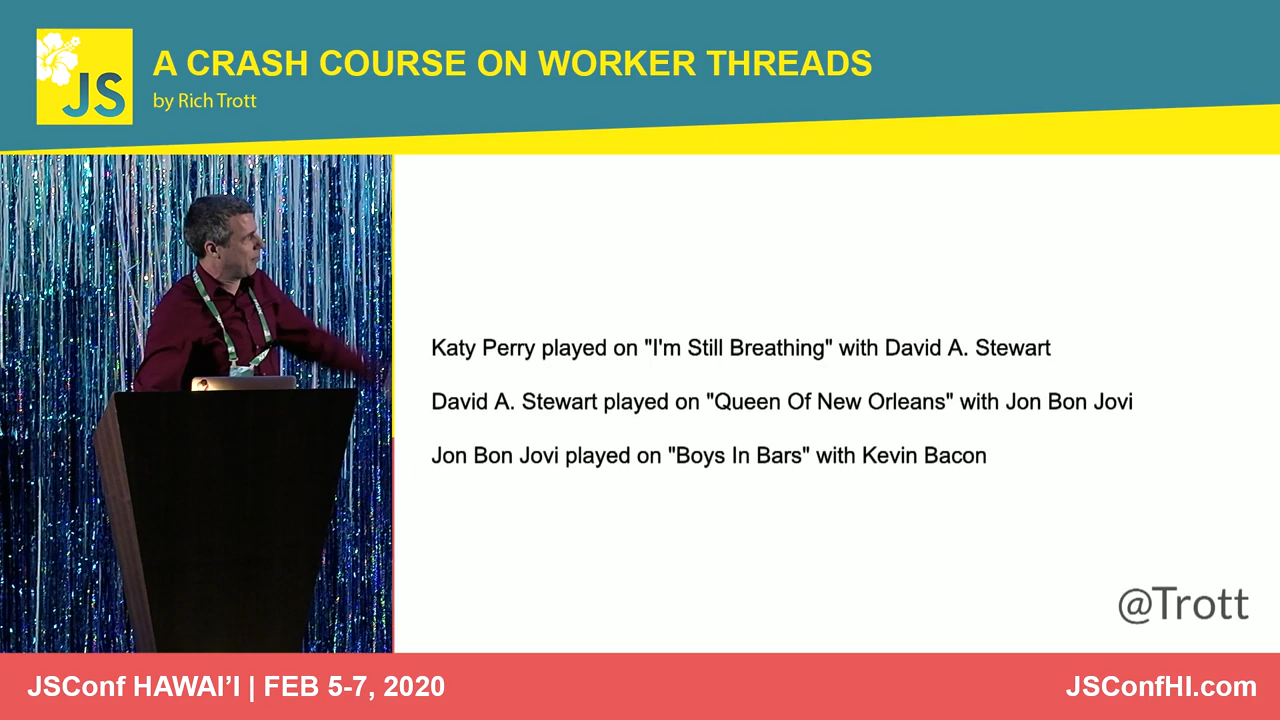 JS
A CRASH COURSE ON WORKER THREADS
by Rich Trott
Katy Perry played on "I'm Still Breathing" with David A. Stewart
David A. Stewart played on "Queen Of New Orleans" with Jon Bon Jovi
Jon Bon Jovi played on "Boys In Bars" with Kevin Bacon
@Trott
JSConf HAWAI’I | FEB 5-7, 2020
JSConfHI.com